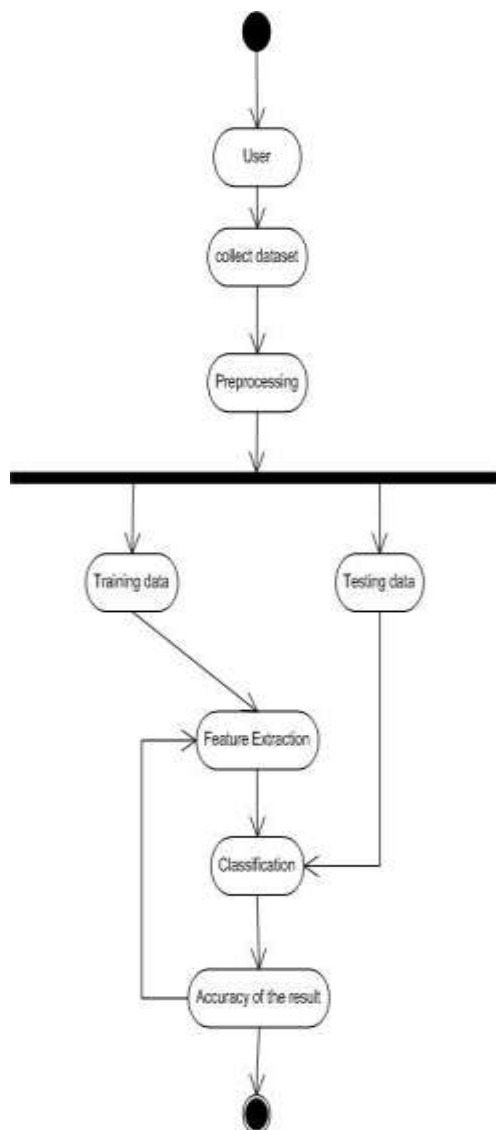 User
collect dataset
Preprocessing
Training data
Testing data
Feature Extraction
Classification
Accuracy of the result